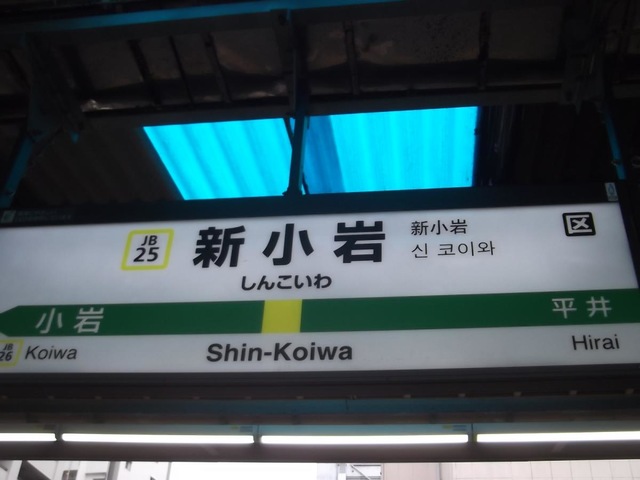 JB
25
新小岩
新小岩
신 코이와
区
しんこいわ
小岩
平井
JB
26
Koiwa
Shin-Koiwa
Hirai